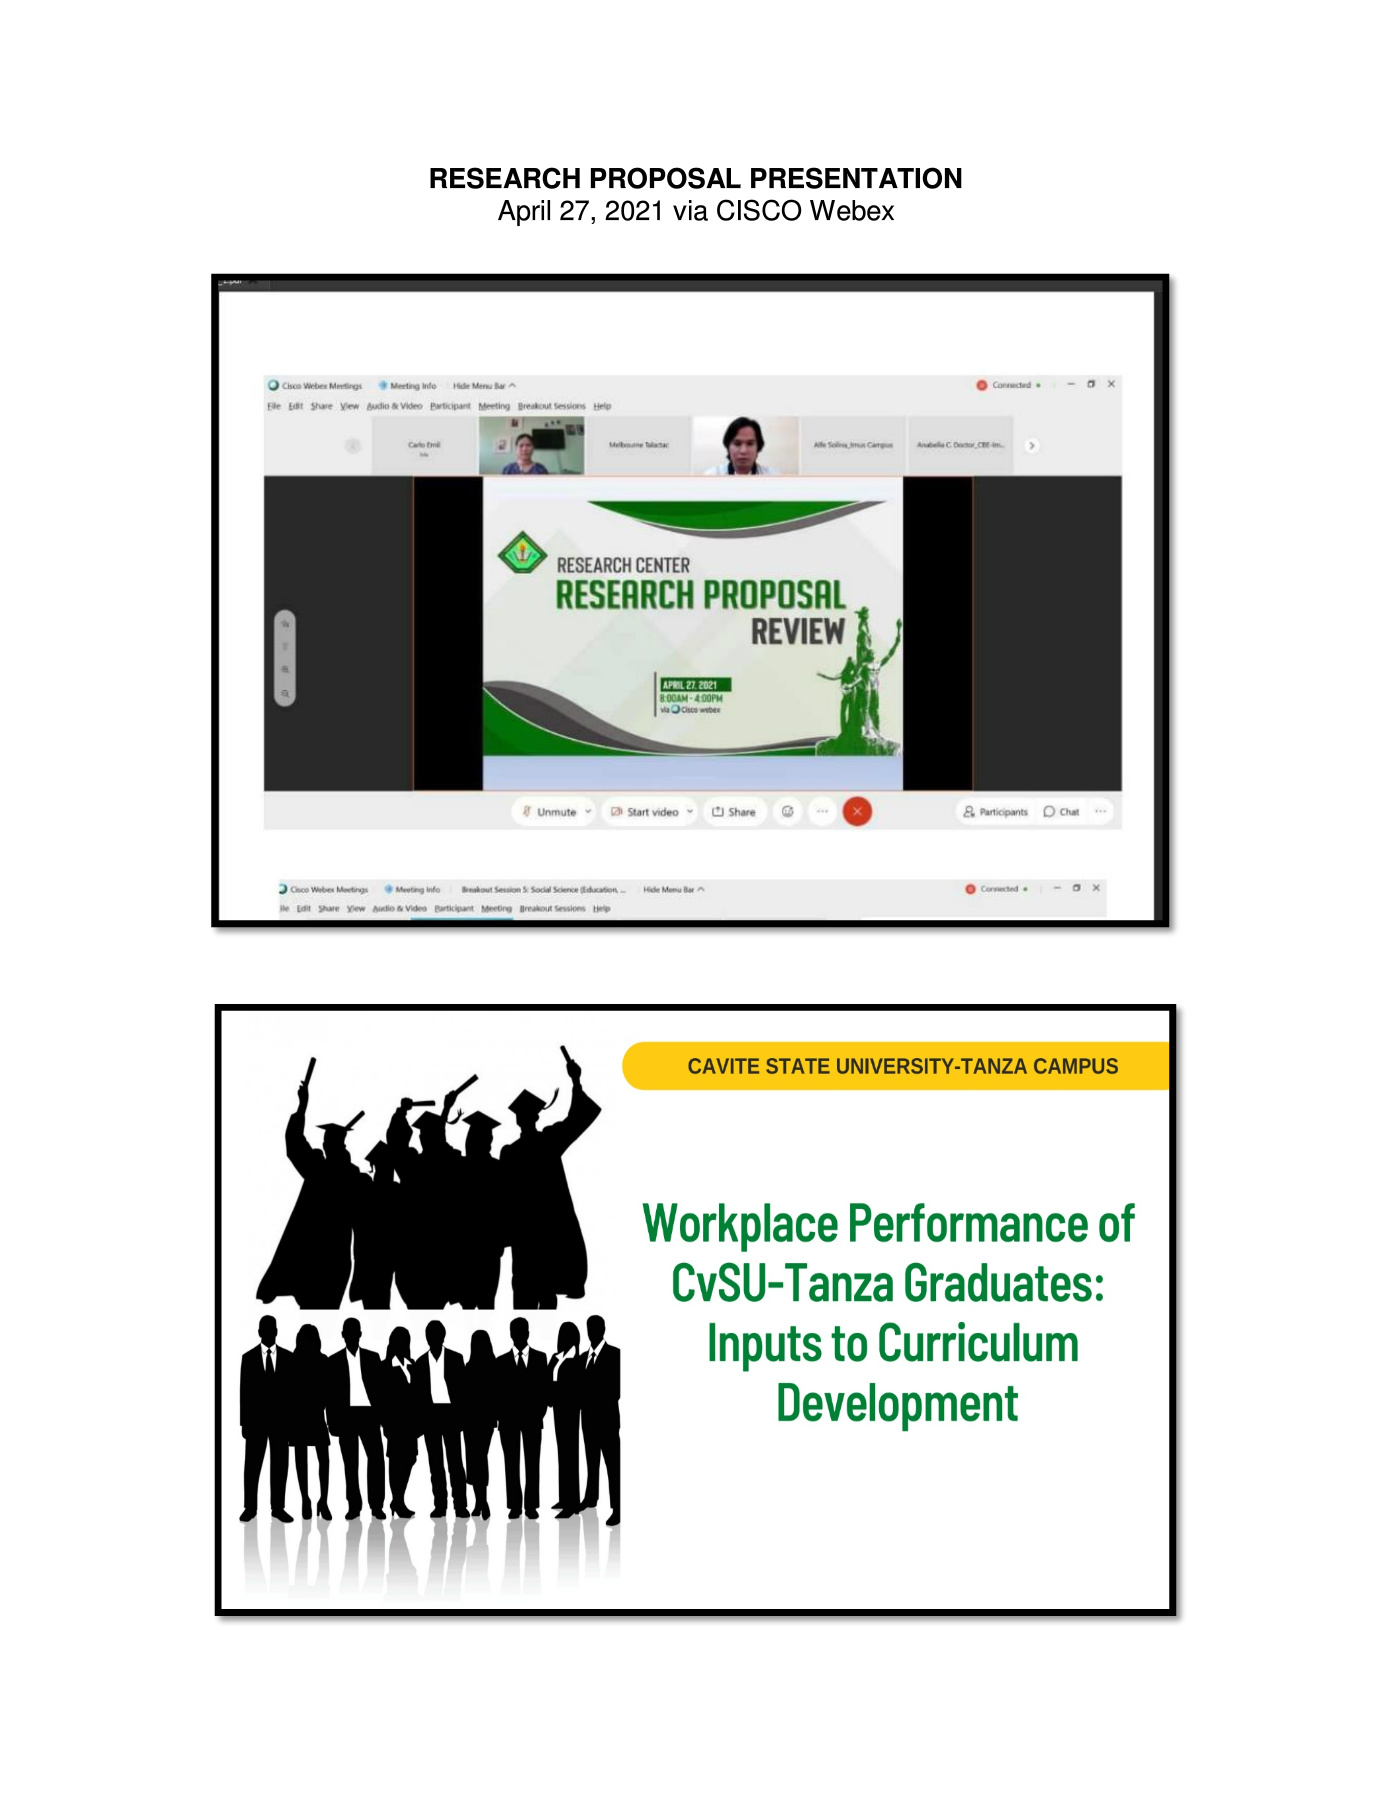 RESEARCH PROPOSAL PRESENTATION
April 27, 2021 via CISCO Webex
Cisco Webex Meetings Meeting Info Hide Menu Bar Connected
File Edit Share View Audio & Video Participant Meeting Breakout Sessions Help
Carlo Emil Melbourne Talactac Alfe Solina_Imus Campus Anabella C. Doctor_CBE-Im...
RESEARCH CENTER
RESEARCH PROPOSAL
REVIEW
APRIL 27, 2021
8:00AM - 4:00PM
via Cisco webex
Unmute Start video Share Participants Chat
Cisco Webex Meetings Meeting Info Breakout Session 5: Social Science (Education, ... Hide Menu Bar Connected
File Edit Share View Audio & Video Participant Meeting Breakout Sessions Help
CAVITE STATE UNIVERSITY-TANZA CAMPUS
Workplace Performance of
CvSU-Tanza Graduates:
Inputs to Curriculum
Development